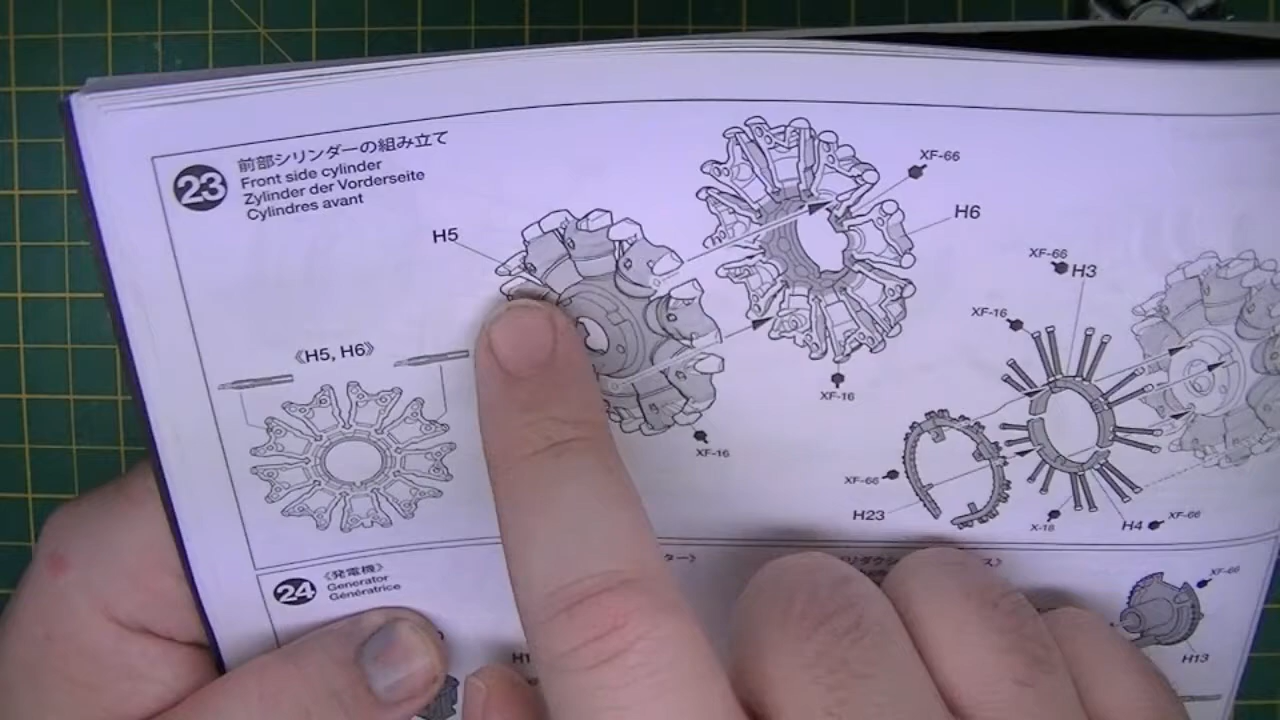 23
前部シリンダーの組み立て
Front side cylinder
Zylinder der Vorderseite
Cylindres avant
H5
XF-66
H6
XF-66
H3
XF-16
《H5, H6》
XF-16
XF-16
XF-66
H23
X-18
H4
XF-66
24
《発電機》
Generator
Génératrice
XF-66
H13